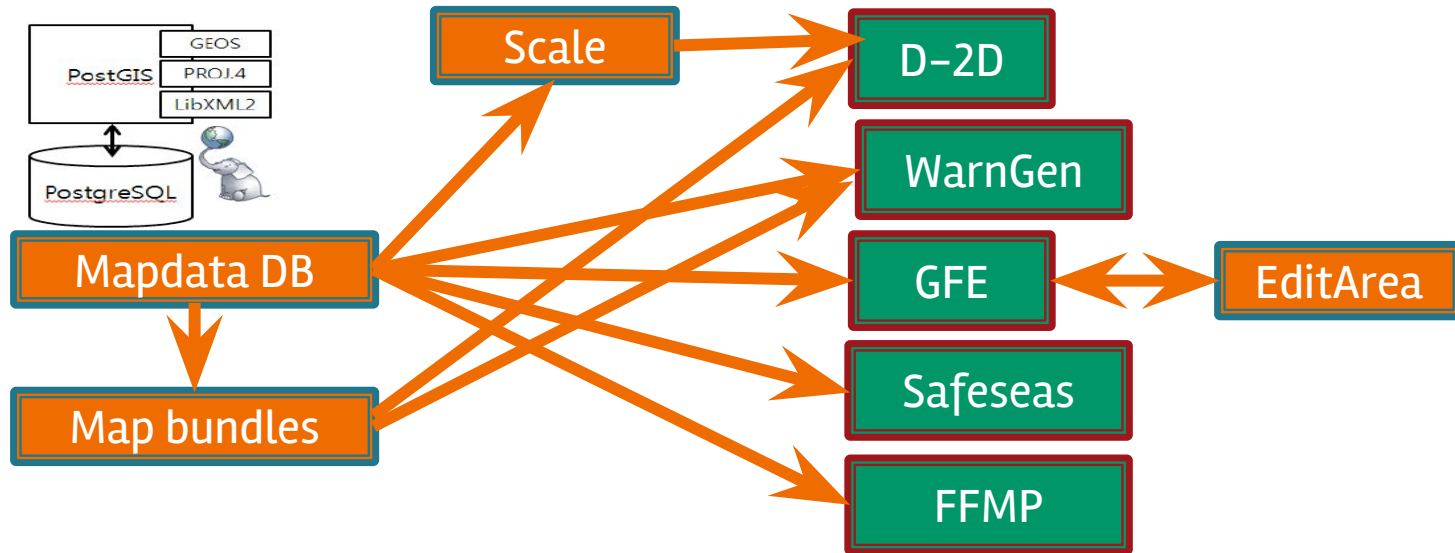 GEOS
PostGIS
PROJ.4
LibXML2
PostgreSQL
Scale
D-2D
WarnGen
Mapdata DB
GFE
EditArea
Safeseas
Map bundles
FFMP